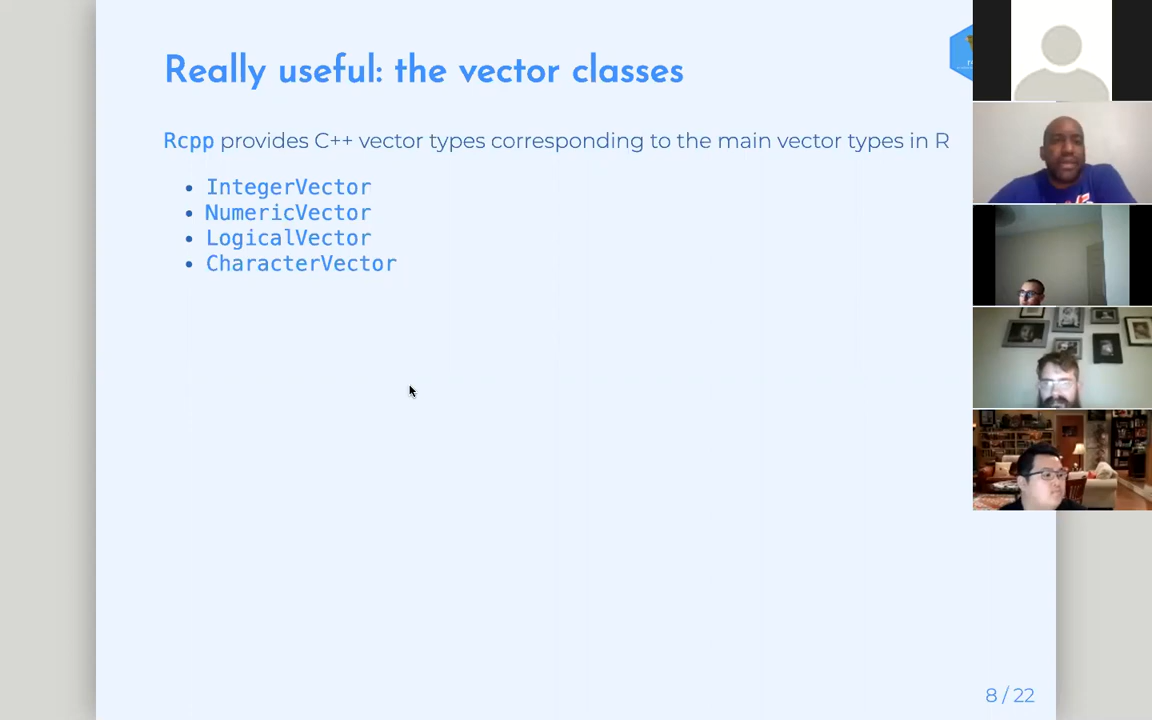 Really useful: the vector classes
Rcpp provides C++ vector types corresponding to the main vector types in R
IntegerVector
NumericVector
LogicalVector
CharacterVector
8 / 22